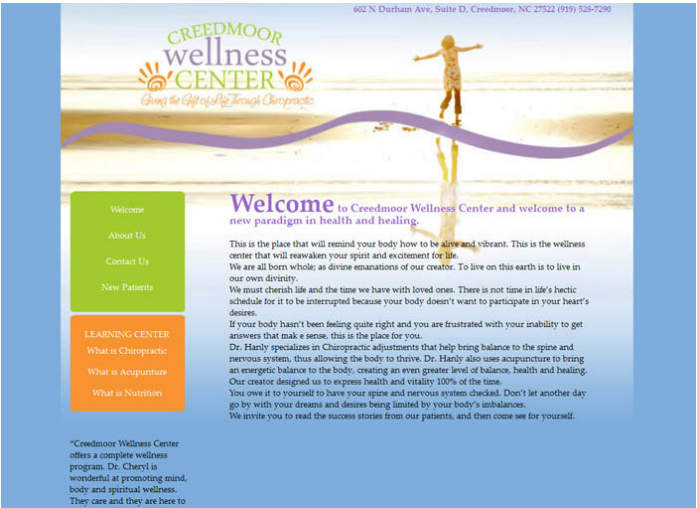 602 N Durham Ave, Suite D, Creedmoor, NC 27522 (919) 528-7290
CREEDMOOR
wellness
CENTER
Giving the Gift of Life Through Chiropractic
Welcome
About Us
Contact Us
New Patients
LEARNING CENTER
What is Chiropractic
What is Acupunture
What is Nutrition
"Creedmoor Wellness Center
offers a complete wellness
program. Dr. Cheryl is
wonderful at promoting mind,
body and spiritual wellness.
They care and they are here to
Welcome to Creedmoor Wellness Center and welcome to a
new paradigm in health and healing.
This is the place that will remind your body how to be alive and vibrant. This is the wellness
center that will reawaken your spirit and excitement for life.
We are all born whole; as divine emanations of our creator. To live on this earth is to live in
our own divinity.
We must cherish life and the time we have with loved ones. There is not time in life's hectic
schedule for it to be interrupted because your body doesn't want to participate in your heart's
desires.
If your body hasn't been feeling quite right and you are frustrated with your inability to get
answers that mak e sense, this is the place for you.
Dr. Hanly specializes in Chiropractic adjustments that help bring balance to the spine and
nervous system, thus allowing the body to thrive. Dr. Hanly also uses acupuncture to bring
an energetic balance to the body, creating an even greater level of balance, health and healing.
Our creator designed us to express health and vitality 100% of the time.
You owe it to yourself to have your spine and nervous system checked. Don't let another day
go by with your dreams and desires being limited by your body's imbalances.
We invite you to read the success stories from our patients, and then come see for yourself.